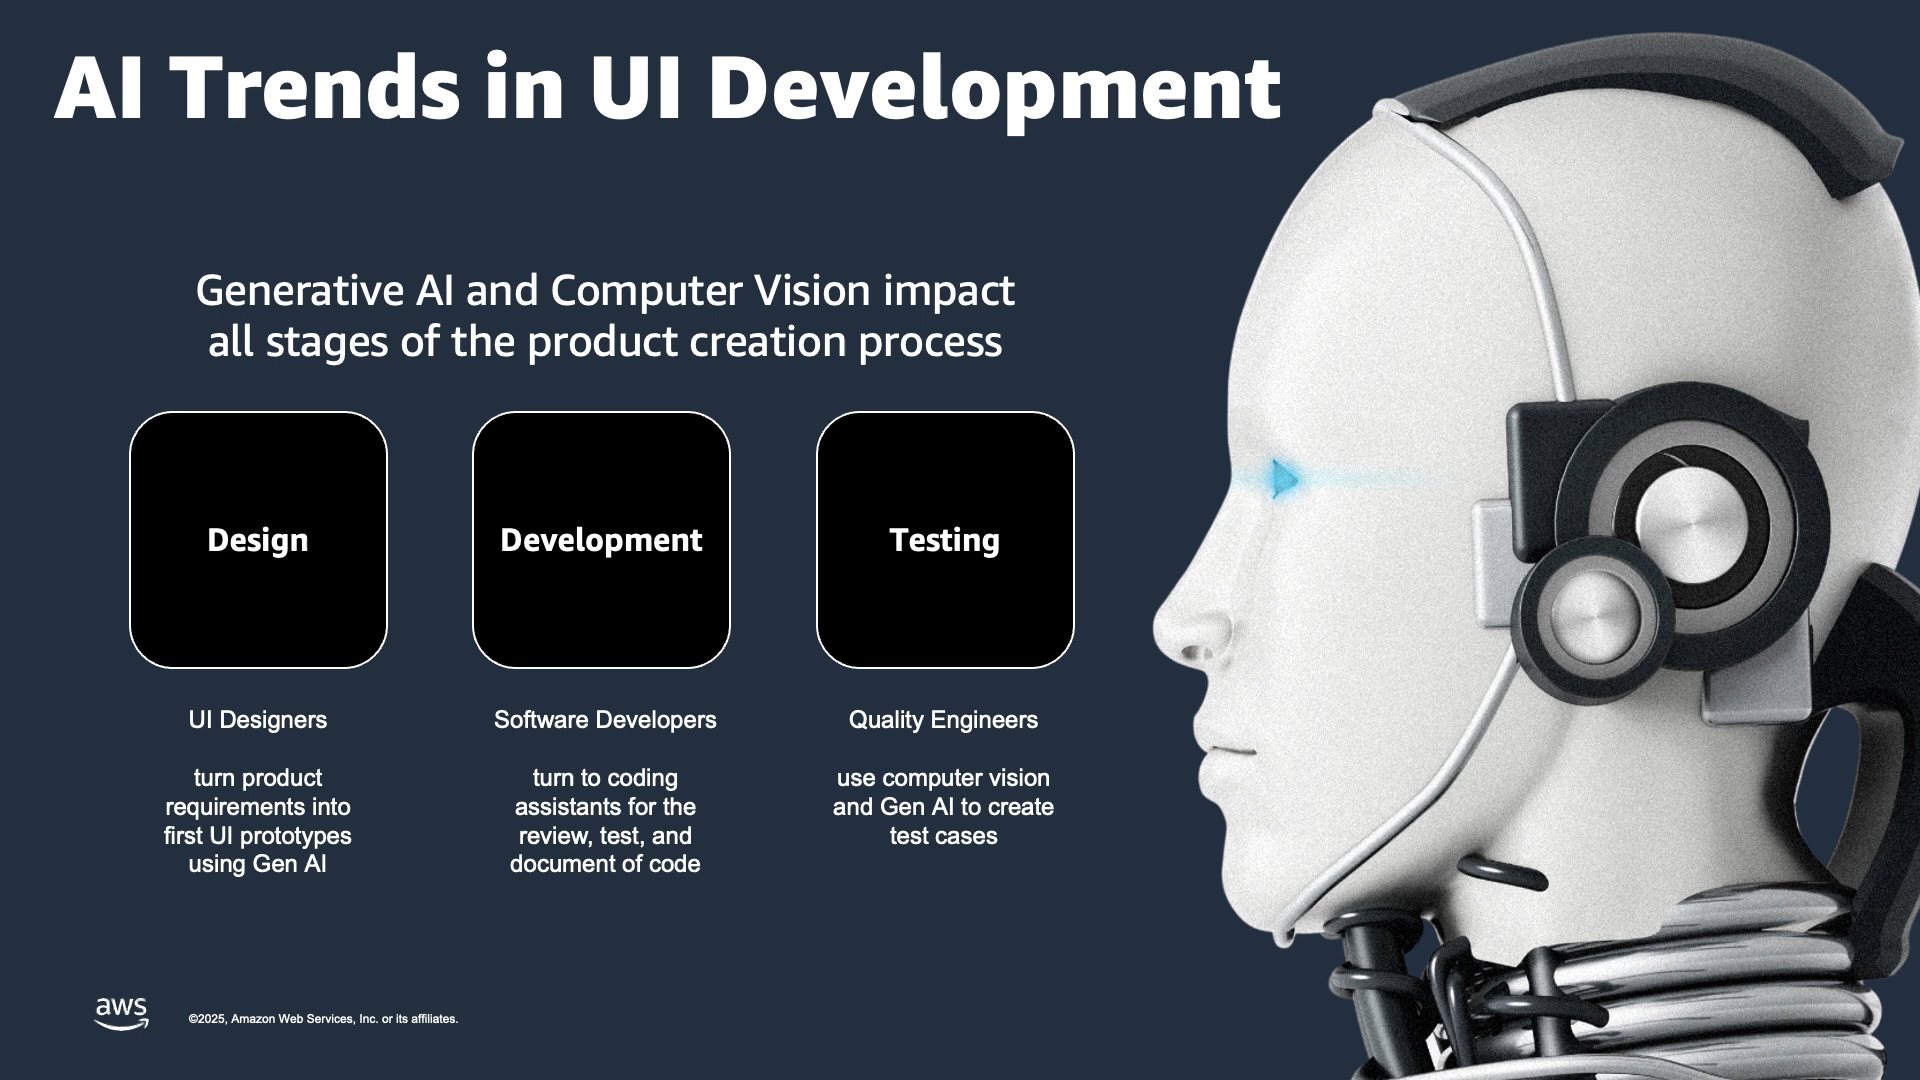 AI Trends in UI Development
Generative AI and Computer Vision impact
all stages of the product creation process
Design
Development
Testing
UI Designers
turn product
requirements into
first UI prototypes
using Gen AI
Software Developers
turn to coding
assistants for the
review, test, and
document of code
Quality Engineers
use computer vision
and Gen AI to create
test cases
aws
©2025, Amazon Web Services, Inc. or its affiliates.